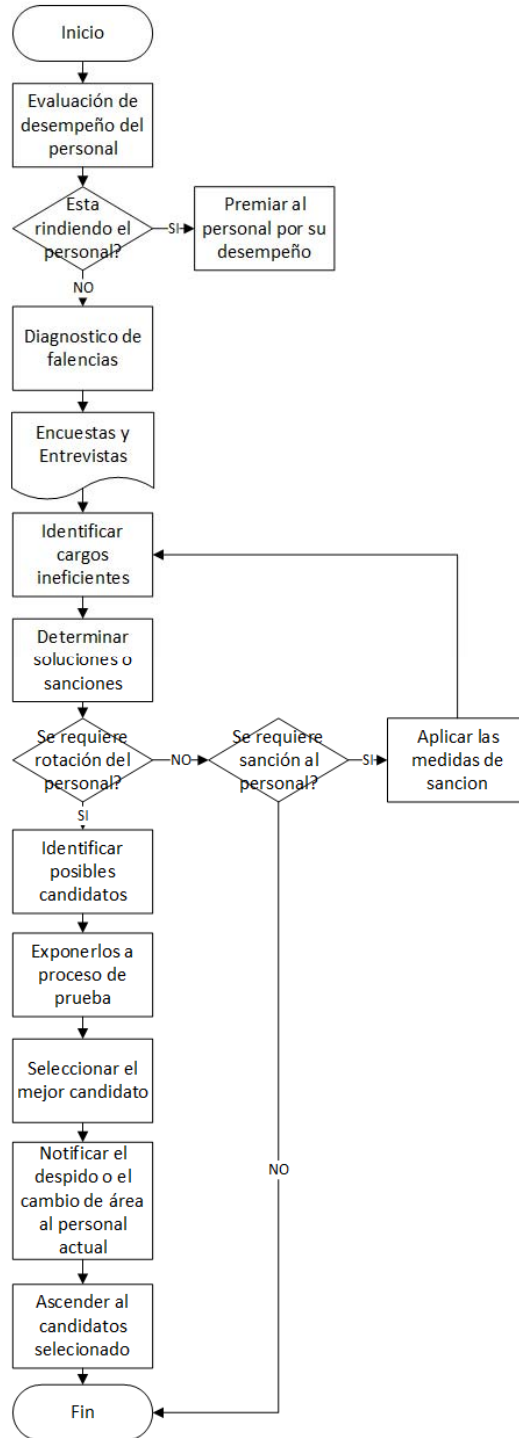 Inicio
Evaluación de
desempeño del
personal
Esta
rindiendo el
personal?
SI
Premiar al
personal por su
desempeño
NO
Diagnostico de
falencias
Encuestas y
Entrevistas
Identificar
cargos
ineficientes
Determinar
soluciones o
sanciones
Se requiere
rotación del
personal?
NO
Se requiere
sanción al
personal?
SI
Aplicar las
medidas de
sancion
SI
Identificar
posibles
candidatos
Exponerlos a
proceso de
prueba
Seleccionar el
mejor candidato
Notificar el
despido o el
cambio de área
al personal
actual
NO
Ascender al
candidatos
selecionado
Fin